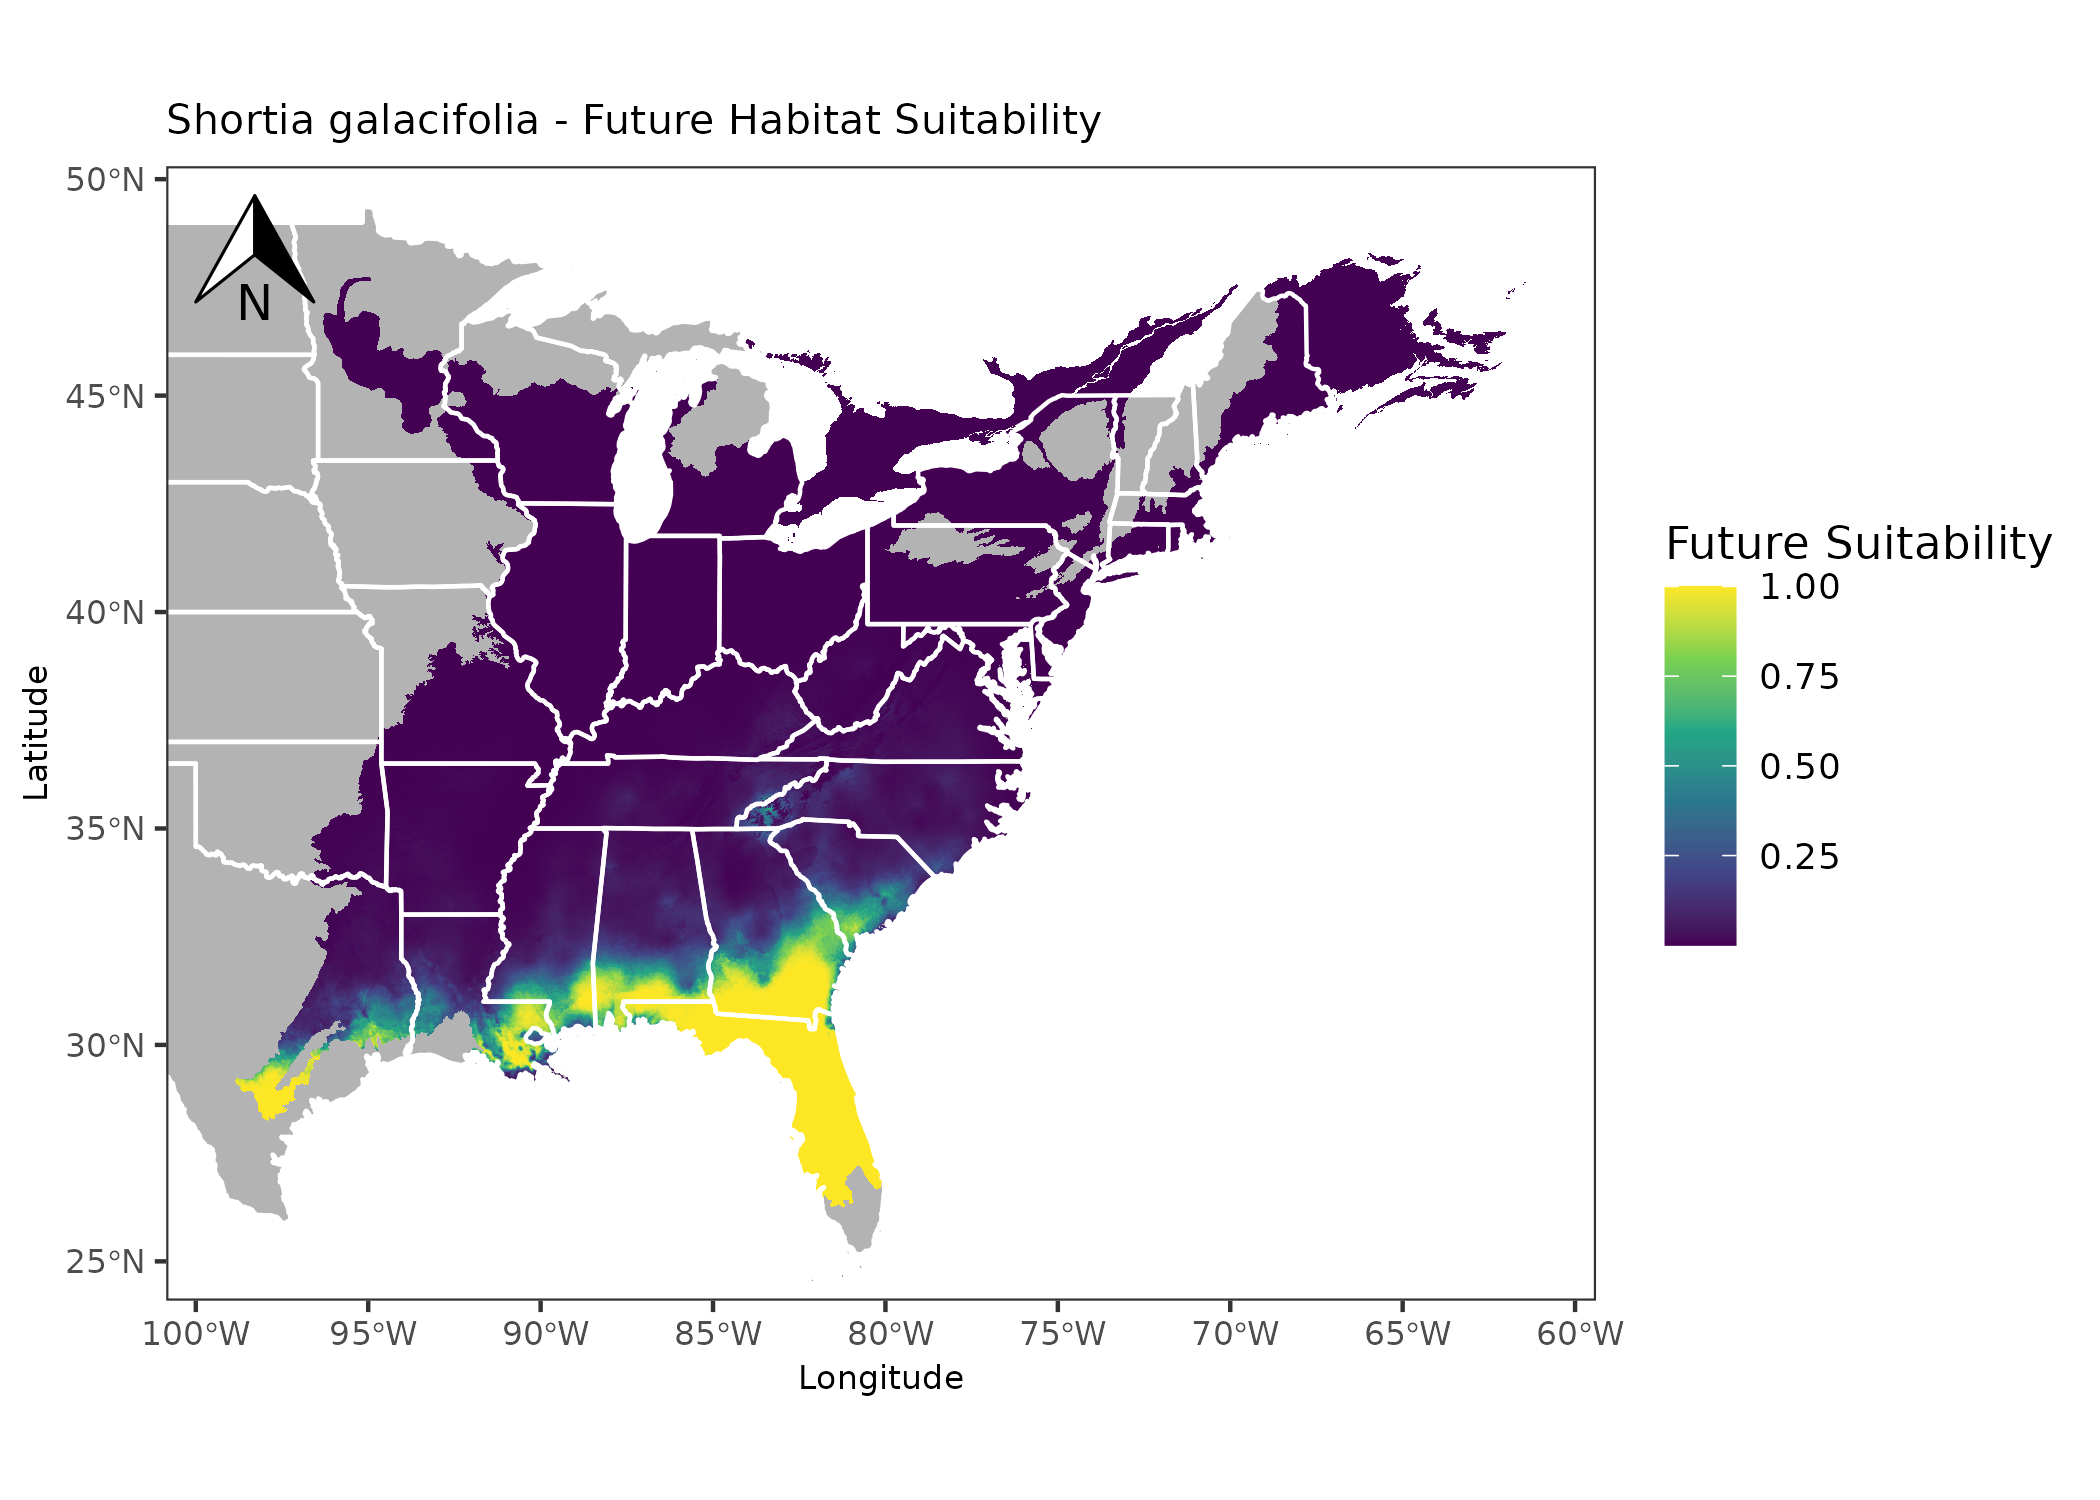 Shortia galacifolia - Future Habitat Suitability
50°N
45°N
40°N
35°N
30°N
25°N
Latitude
N
100°W 95°W 90°W 85°W 80°W 75°W 70°W 65°W 60°W
Longitude
Future Suitability
1.00
0.75
0.50
0.25